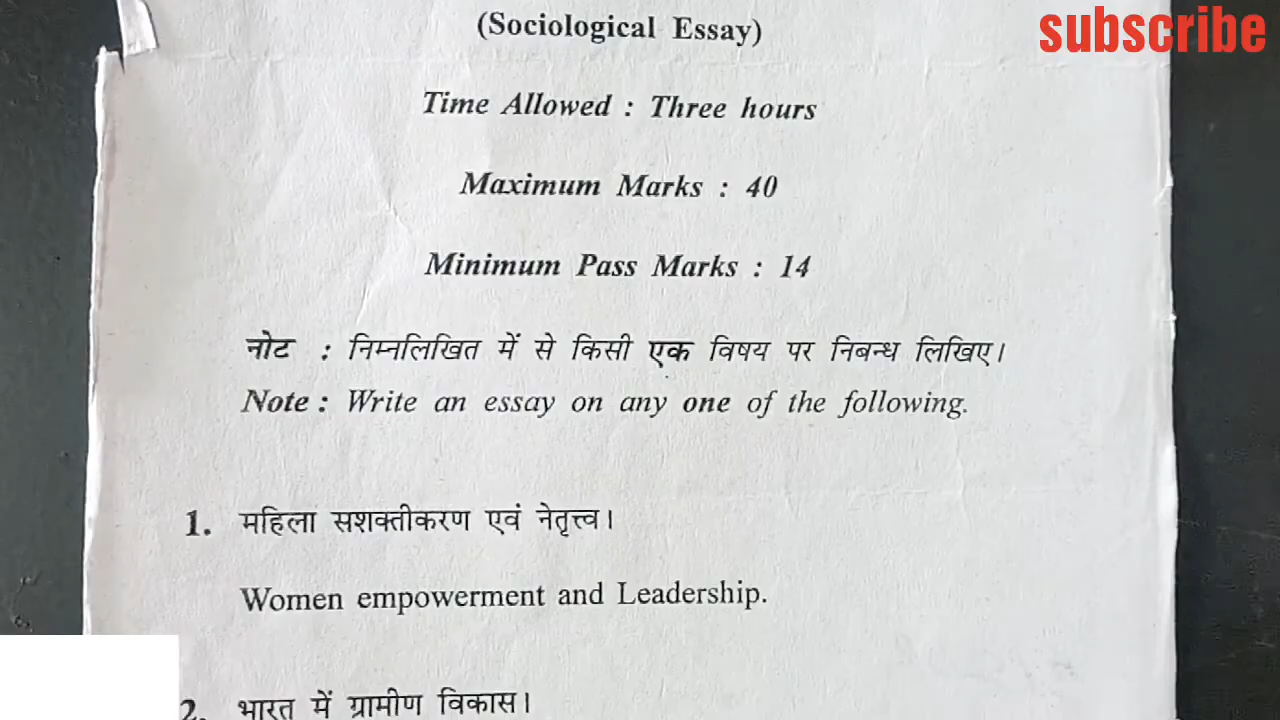 subscribe
(Sociological Essay)
Time Allowed : Three hours
Maximum Marks : 40
Minimum Pass Marks : 14
नोट : निम्नलिखित में से किसी एक विषय पर निबन्ध लिखिए।
Note : Write an essay on any one of the following.
1. महिला सशक्तीकरण एवं नेतृत्त्व।
Women empowerment and Leadership.
2. भारत में ग्रामीण विकास।